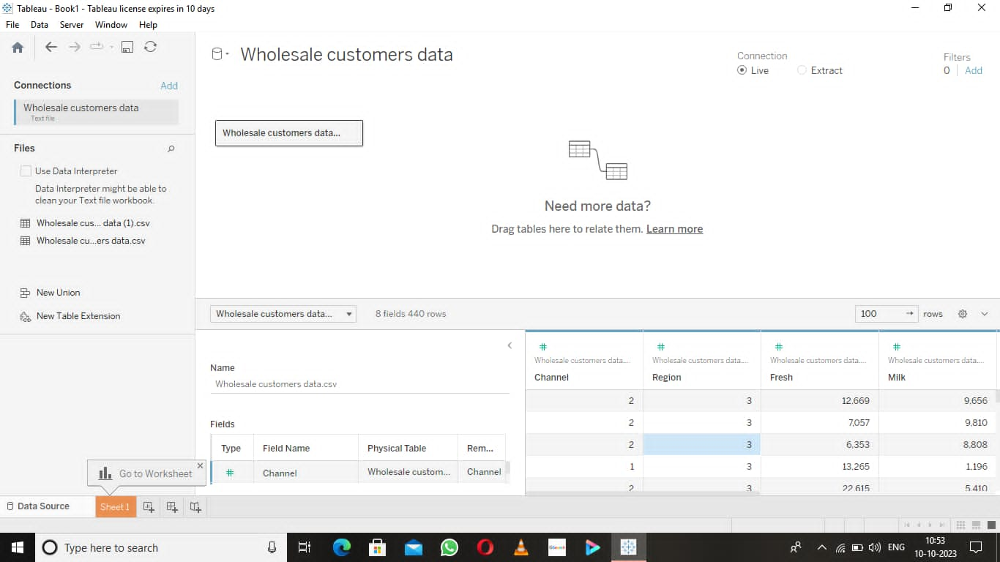 Tableau - Book1 - Tableau license expires in 10 days
File Data Server Window Help
Connections Add
Wholesale customers data
Text file
Files
Use Data Interpreter
Data Interpreter might be able to
clean your Text file workbook.
Wholesale cus... data (1).csv
Wholesale cu...ers data.csv
New Union
New Table Extension
Wholesale customers data
Connection
Live Extract
Filters
0 Add
Wholesale customers data...
Need more data?
Drag tables here to relate them. Learn more
Wholesale customers data... 8 fields 440 rows 100 rows
Name
Wholesale customers data.csv
Fields
Type Field Name Physical Table Rem...
Channel Wholesale custom... Channel
Wholesale customers data.... Wholesale customers data.... Wholesale customers data.... Wholesale customers data....
Channel Region Fresh Milk
2 3 12,669 9,656
2 3 7,057 9,810
2 3 6,353 8,808
1 3 13,265 1,196
2 3 22,615 5,410
Go to Worksheet
Data Source Sheet 1
Type here to search
ENG
10:53
10-10-2023